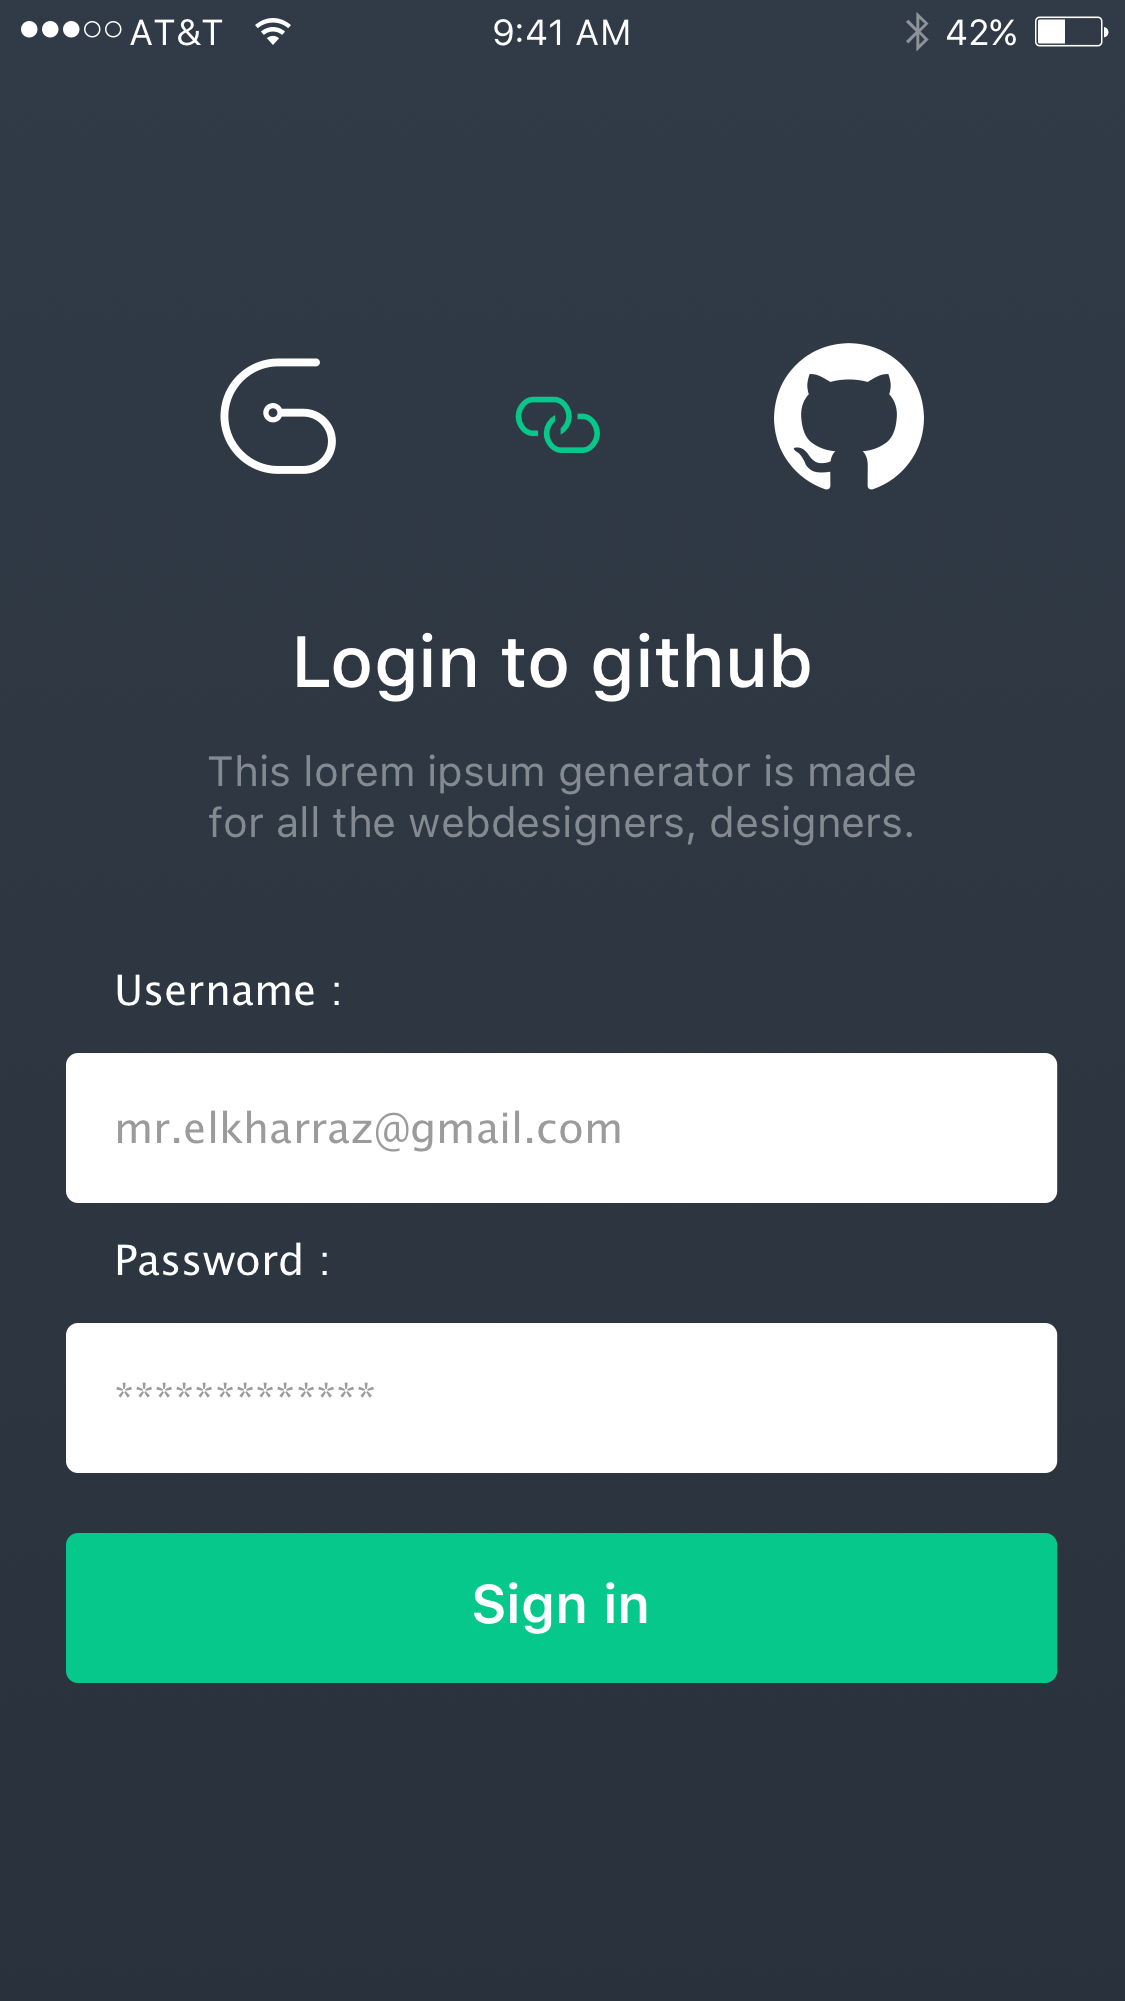 AT&T 9:41 AM 42%
Login to github
This lorem ipsum generator is made
for all the webdesigners, designers.
Username :
mr.elkharraz@gmail.com
Password :
*************
Sign in